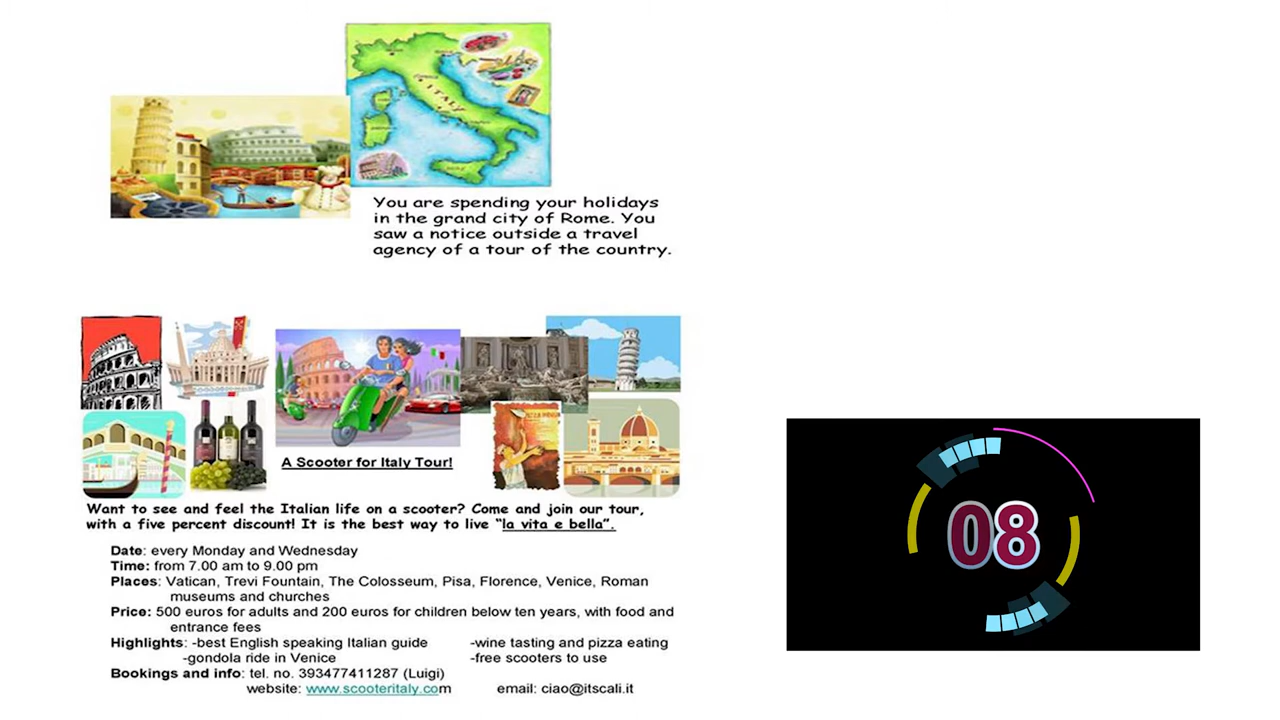 ITALY
You are spending your holidays
in the grand city of Rome. You
saw a notice outside a travel
agency of a tour of the country.
A Scooter for Italy Tour!
Want to see and feel the Italian life on a scooter? Come and join our tour,
with a five percent discount! It is the best way to live “la vita e bella”.
Date: every Monday and Wednesday
Time: from 7.00 am to 9.00 pm
Places: Vatican, Trevi Fountain, The Colosseum, Pisa, Florence, Venice, Roman
museums and churches
Price: 500 euros for adults and 200 euros for children below ten years, with food and
entrance fees
Highlights: -best English speaking Italian guide -wine tasting and pizza eating
-gondola ride in Venice -free scooters to use
Bookings and info: tel. no. 393477411287 (Luigi)
website: www.scooteritaly.com email: ciao@itscali.it
08